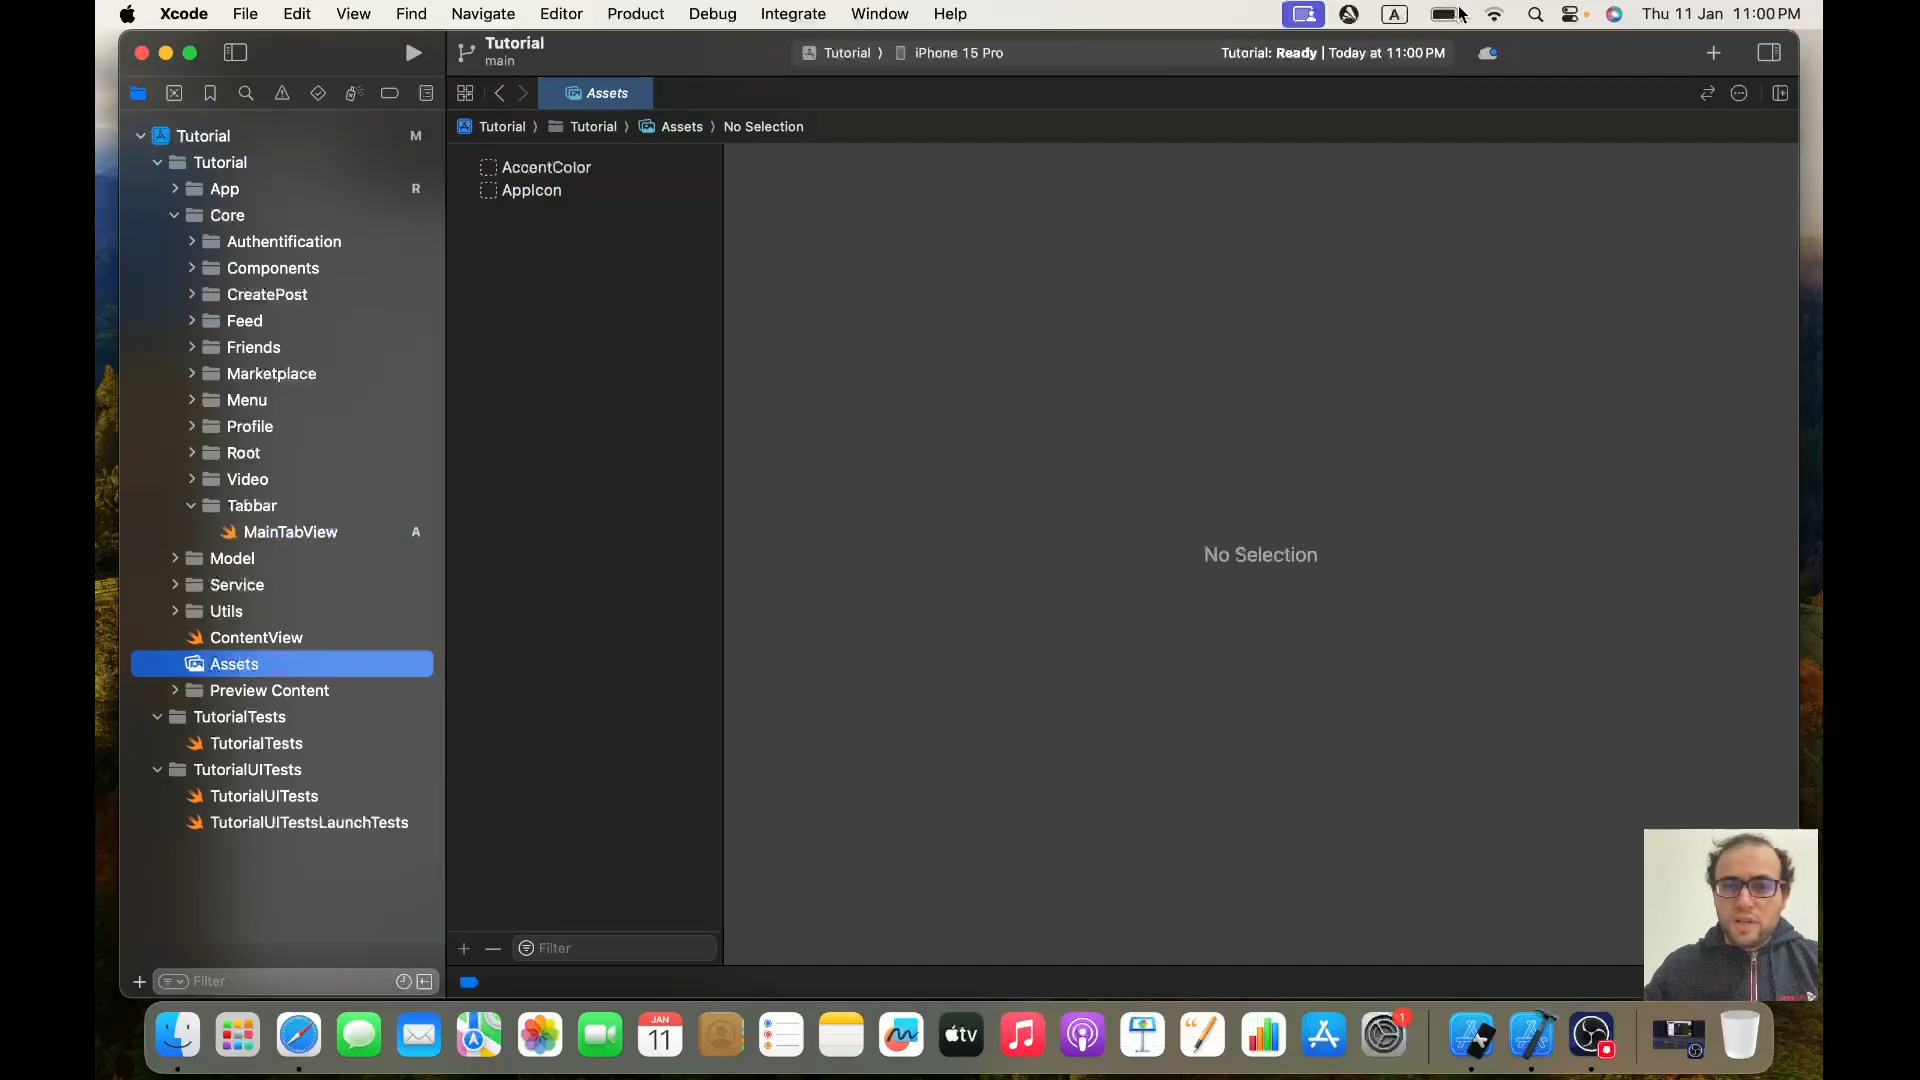 Xcode File Edit View Find Navigate Editor Product Debug Integrate Window Help A Thu 11 Jan 11:00 PM
Tutorial
main
Tutorial iPhone 15 Pro
Tutorial: Ready | Today at 11:00 PM
Assets
Tutorial Tutorial Assets No Selection
Tutorial M
Tutorial
App R
Core
Authentification
Components
CreatePost
Feed
Friends
Marketplace
Menu
Profile
Root
Video
Tabbar
MainTabView A
Model
Service
Utils
ContentView
Assets
Preview Content
TutorialTests
TutorialTests
TutorialUITests
TutorialUITests
TutorialUITestsLaunchTests
Filter
AccentColor
AppIcon
Filter
No Selection
JAN
11
tv
1